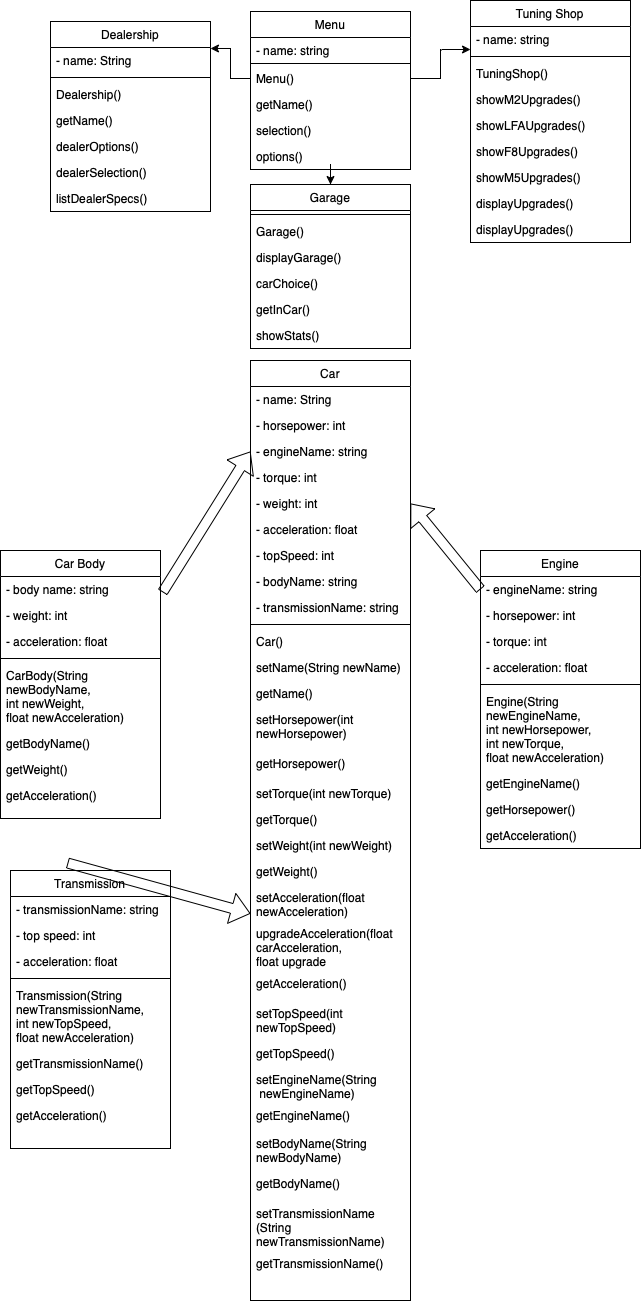 Dealership
- name: String
Dealership()
getName()
dealerOptions()
dealerSelection()
listDealerSpecs()
Menu
- name: string
Menu()
getName()
selection()
options()
Tuning Shop
- name: string
TuningShop()
showM2Upgrades()
showLFAUpgrades()
showF8Upgrades()
showM5Upgrades()
displayUpgrades()
displayUpgrades()
Garage
Garage()
displayGarage()
carChoice()
getInCar()
showStats()
Car
- name: String
- horsepower: int
- engineName: string
- torque: int
- weight: int
- acceleration: float
- topSpeed: int
- bodyName: string
- transmissionName: string
Car()
setName(String newName)
getName()
setHorsepower(int
newHorsepower)
getHorsepower()
setTorque(int newTorque)
getTorque()
setWeight(int newWeight)
getWeight()
setAcceleration(float
newAcceleration)
upgradeAcceleration(float
carAcceleration,
float upgrade
getAcceleration()
setTopSpeed(int
newTopSpeed)
getTopSpeed()
setEngineName(String
newEngineName)
getEngineName()
setBodyName(String
newBodyName)
getBodyName()
setTransmissionName
(String
newTransmissionName)
getTransmissionName()
Car Body
- body name: string
- weight: int
- acceleration: float
CarBody(String
newBodyName,
int newWeight,
float newAcceleration)
getBodyName()
getWeight()
getAcceleration()
Engine
- engineName: string
- horsepower: int
- torque: int
- acceleration: float
Engine(String
newEngineName,
int newHorsepower,
int newTorque,
float newAcceleration)
getEngineName()
getHorsepower()
getAcceleration()
Transmission
- transmissionName: string
- top speed: int
- acceleration: float
Transmission(String
newTransmissionName,
int newTopSpeed,
float newAcceleration)
getTransmissionName()
getTopSpeed()
getAcceleration()